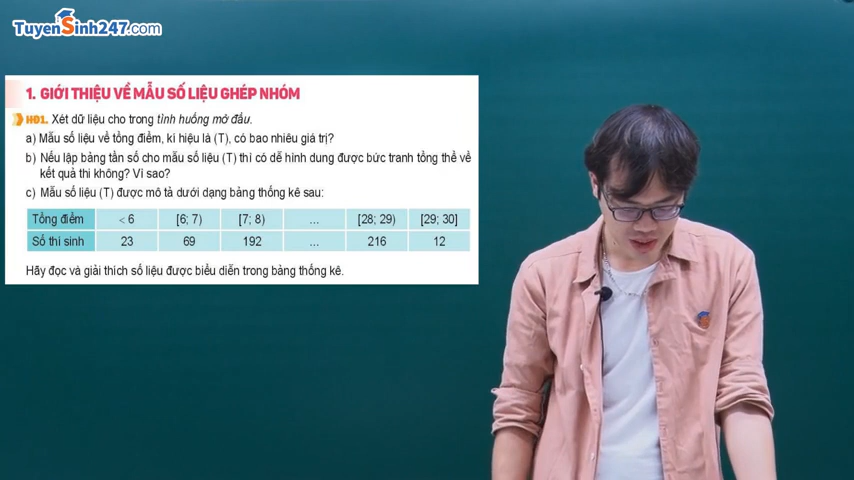 TuyenSinh247.com
1. GIỚI THIỆU VỀ MẪU SỐ LIỆU GHÉP NHÓM
HĐ1. Xét dữ liệu cho trong tình huống mở đầu.
a) Mẫu số liệu về tổng điểm, kí hiệu là (T), có bao nhiêu giá trị?
b) Nếu lập bảng tần số cho mẫu số liệu (T) thì có dễ hình dung được bức tranh tổng thể về
kết quả thi không? Vì sao?
c) Mẫu số liệu (T) được mô tả dưới dạng bảng thống kê sau:
Tổng điểm < 6 [6; 7) [7; 8) ... [28; 29) [29; 30]
Số thí sinh 23 69 192 ... 216 12
Hãy đọc và giải thích số liệu được biểu diễn trong bảng thống kê.